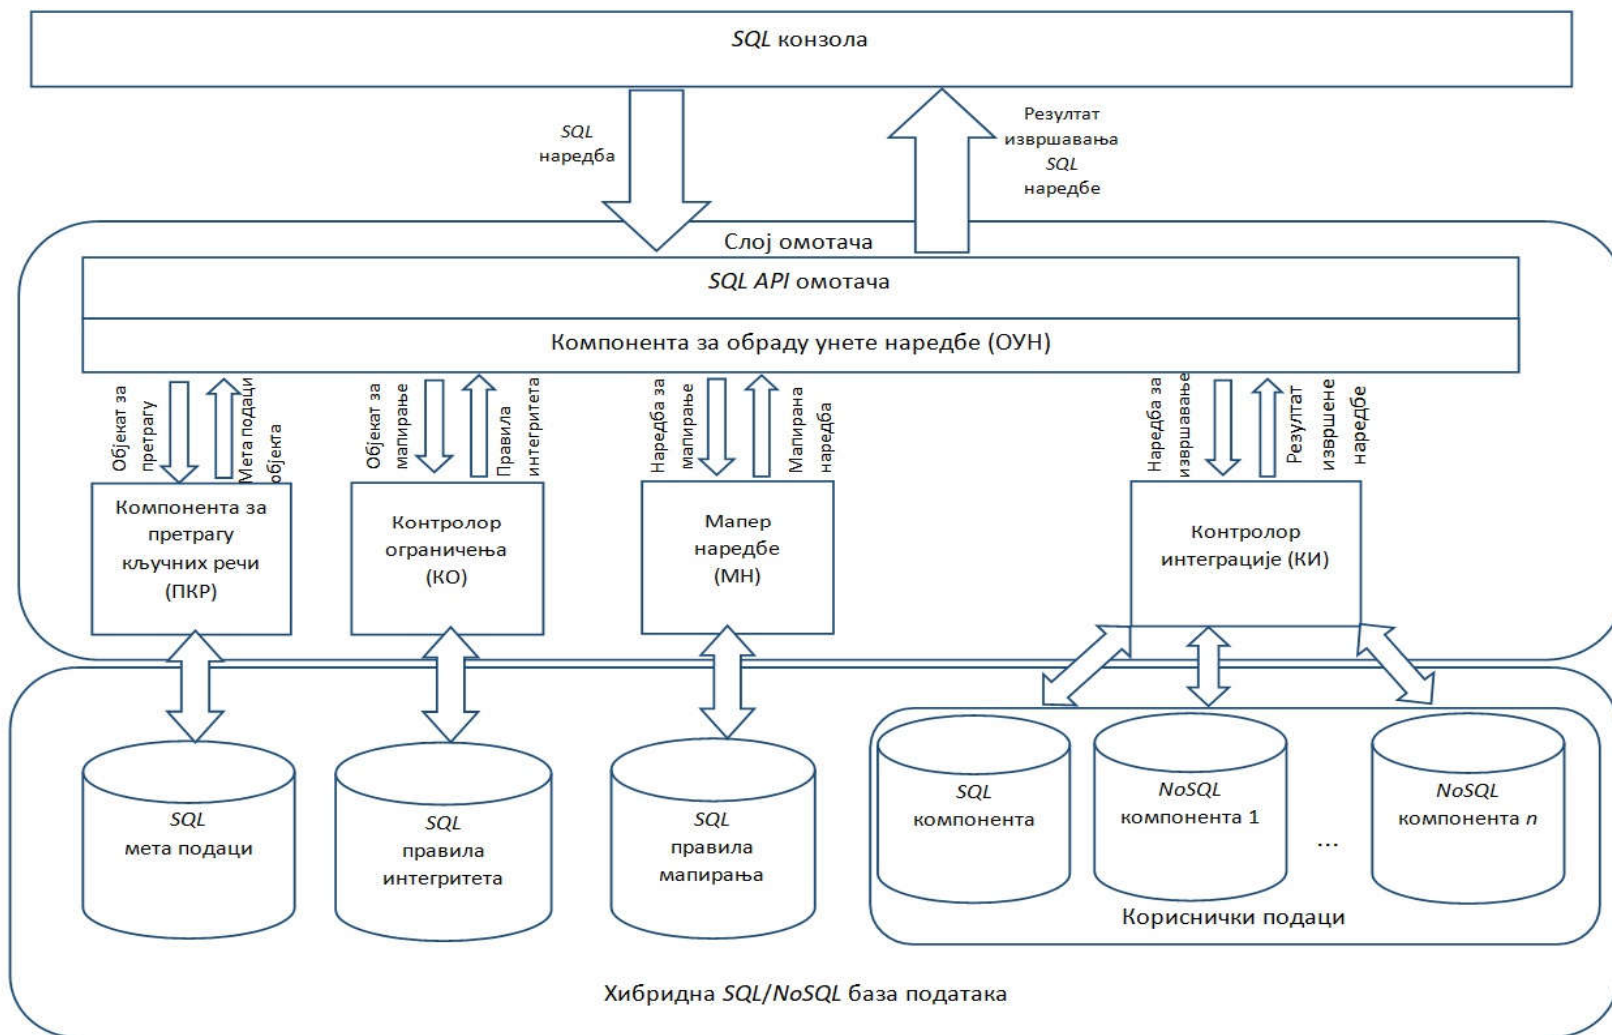 SQL конзола
SQL
наредба
Резултат
извршавања
SQL
наредбе
Слој омотача
SQL API омотача
Компонента за обраду унете наредбе (ОУН)
Објекат за
претрагу
Мета подаци
објекта
Објекат за
мапирање
Правила
интегритета
Наредба за
мапирање
Мапирана
наредба
Наредба за
извршавање
Резултат
извршене
наредбе
Компонента за
претрагу
кључних речи
(ПКР)
Контролор
ограничења
(КО)
Мапер
наредбе
(МН)
Контролор
интеграције (КИ)
SQL
мета подаци
SQL
правила
интегритета
SQL
правила
мапирања
SQL
компонента
NoSQL
компонента 1
...
NoSQL
компонента n
Кориснички подаци
Хибридна SQL/NoSQL база података